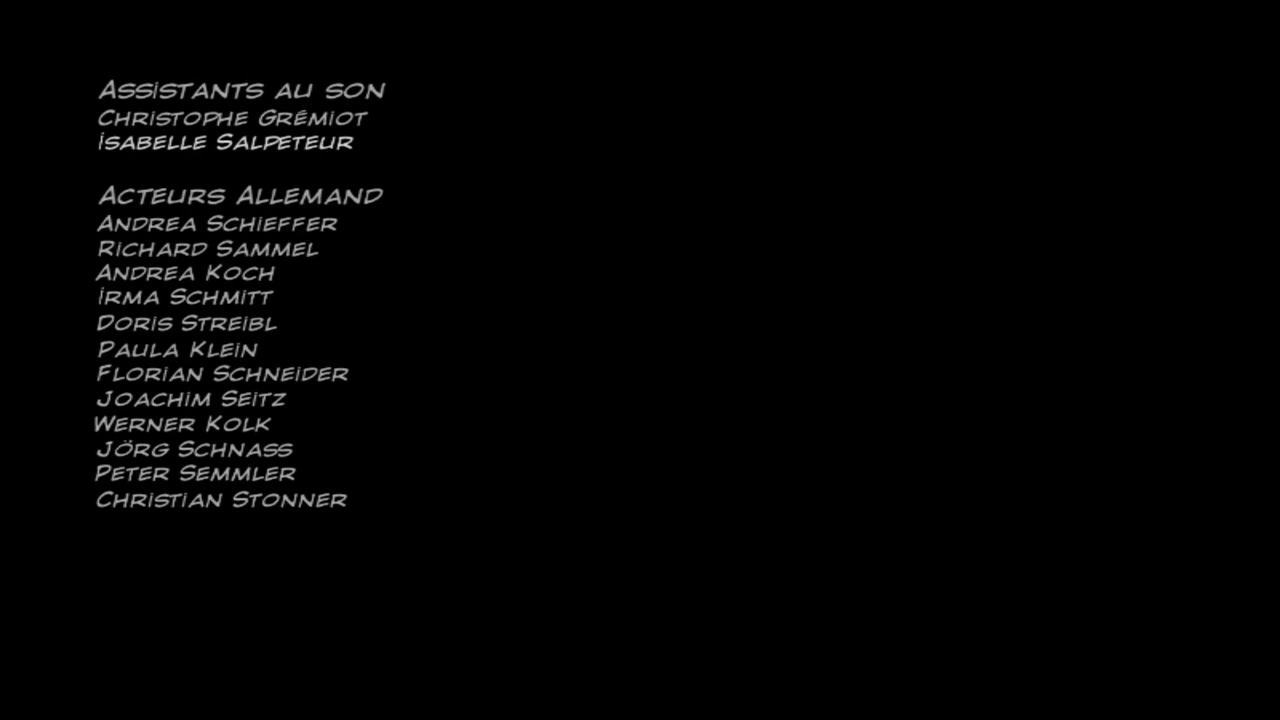 Assistants au son
Christophe Grémiot
Isabelle Salpeteur
Acteurs Allemand
Andrea Schieffer
Richard Sammel
Andrea Koch
Irma Schmitt
Doris Streibl
Paula Klein
Florian Schneider
Joachim Seitz
Werner Kolk
Jörg Schnass
Peter Semmler
Christian Stonner